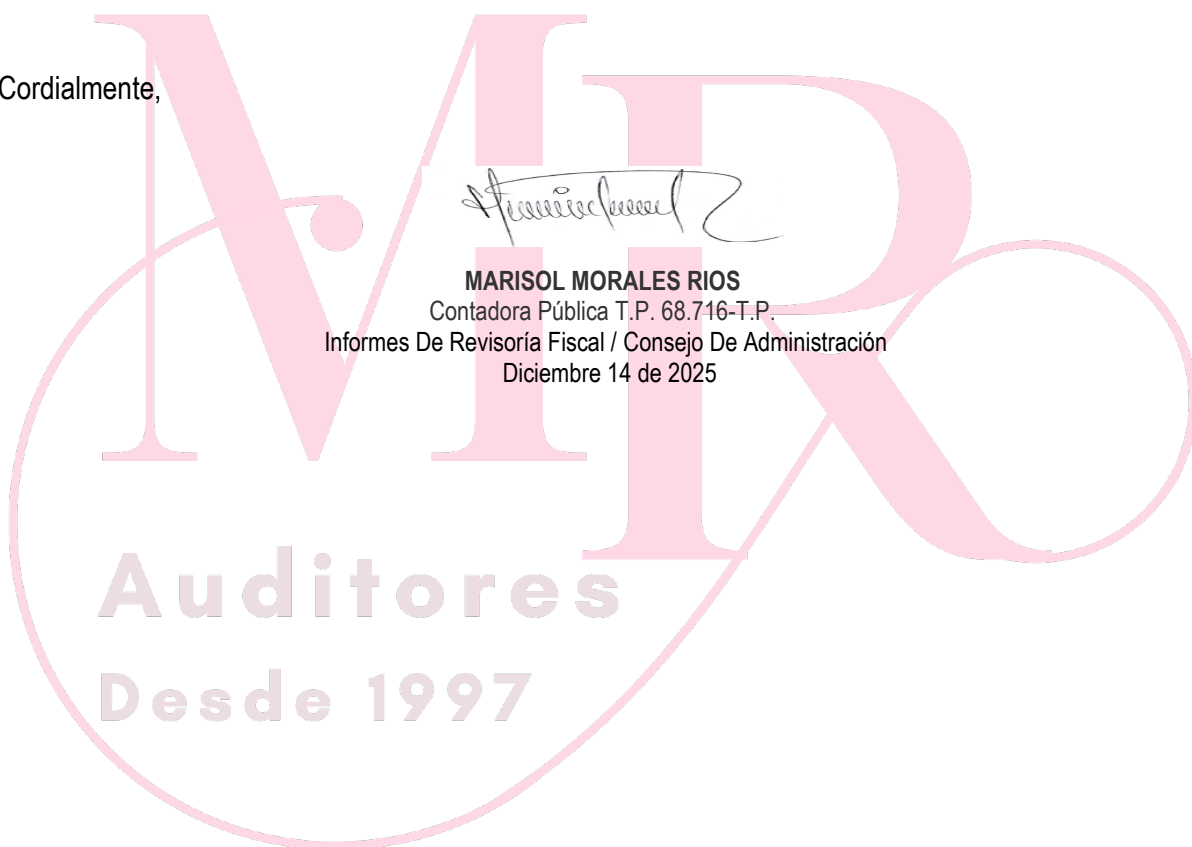 Cordialmente,
MARISOL MORALES RIOS
Contadora Pública T.P. 68.716-T.P.
Informes De Revisoría Fiscal / Consejo De Administración
Diciembre 14 de 2025
MR
Auditores
Desde 1997